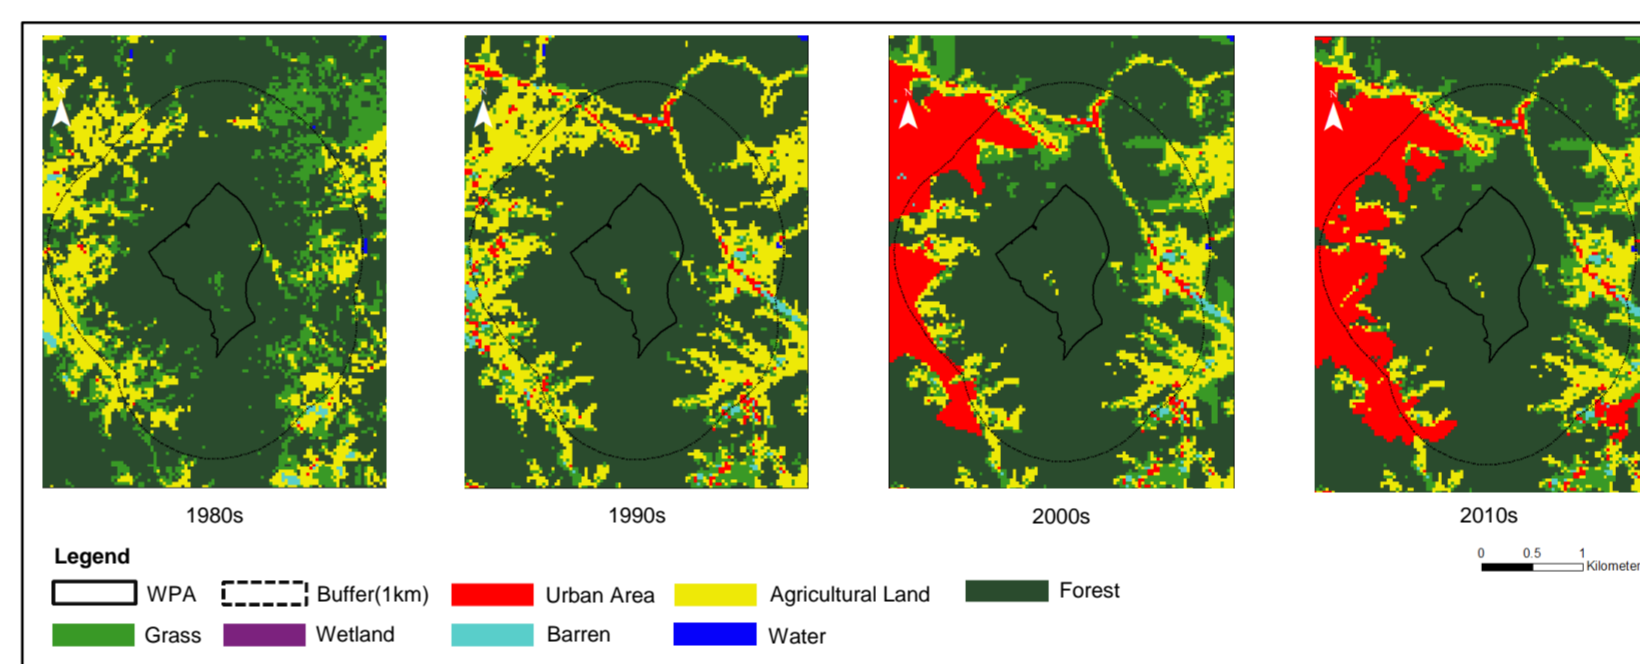 N N N N
1980s 1990s 2000s 2010s
Legend
0 0.5 1
Kilometer
WPA Buffer(1km) Urban Area Agricultural Land Forest
Grass Wetland Barren Water